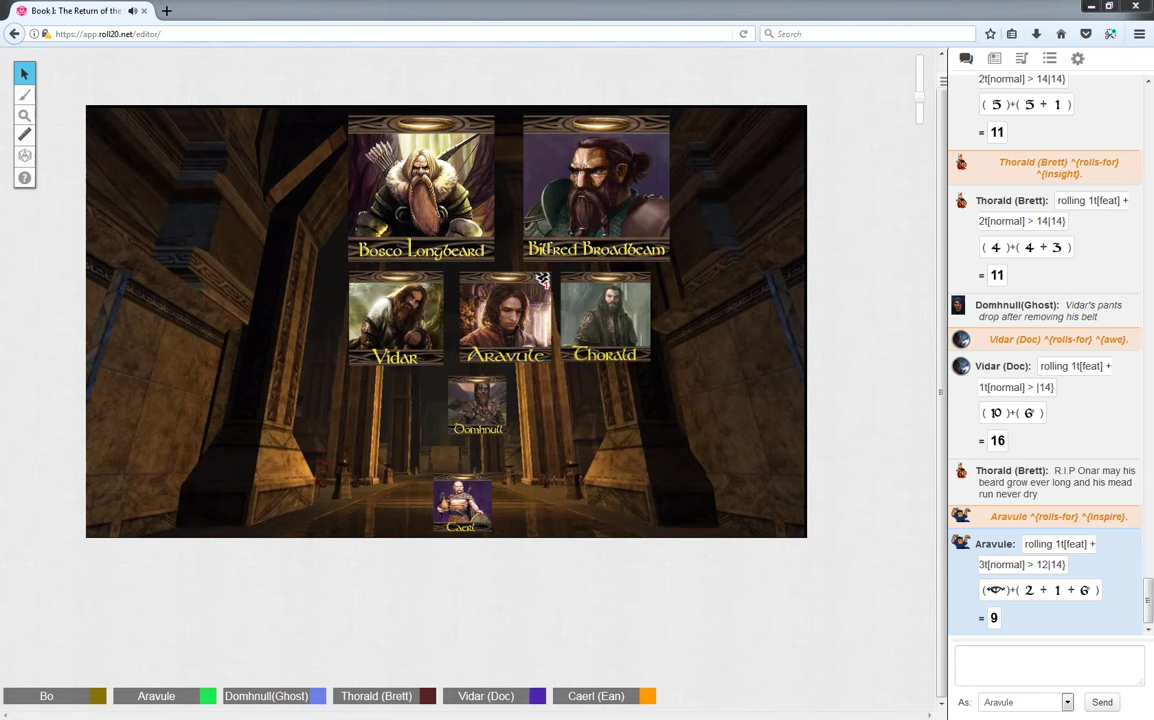 Book I: The Return of the
https://app.roll20.net/editor/
Search
Bosco Longbeard
Bilfred Broadbeam
Vidar
Aravule
Thorald
Domhnull
Caerl
2t[normal] > 14|14}
( 5 )+( 5 + 1 )
= 11
Thorald (Brett) ^{rolls-for}
^{insight}.
Thorald (Brett): rolling 1t[feat] +
2t[normal] > 14|14}
( 4 )+( 4 + 3 )
= 11
Domhnull(Ghost): Vidar's pants
drop after removing his belt
Vidar (Doc) ^{rolls-for} ^{awe}.
Vidar (Doc): rolling 1t[feat] +
1t[normal] > |14}
( 10 )+( 6 )
= 16
Thorald (Brett): R.I.P Onar may his
beard grow ever long and his mead
run never dry
Aravule ^{rolls-for} ^{inspire}.
Aravule: rolling 1t[feat] +
3t[normal] > 12|14}
( )+( 2 + 1 + 6 )
= 9
As: Aravule Send
Bo Aravule Domhnull(Ghost) Thorald (Brett) Vidar (Doc) Caerl (Ean)